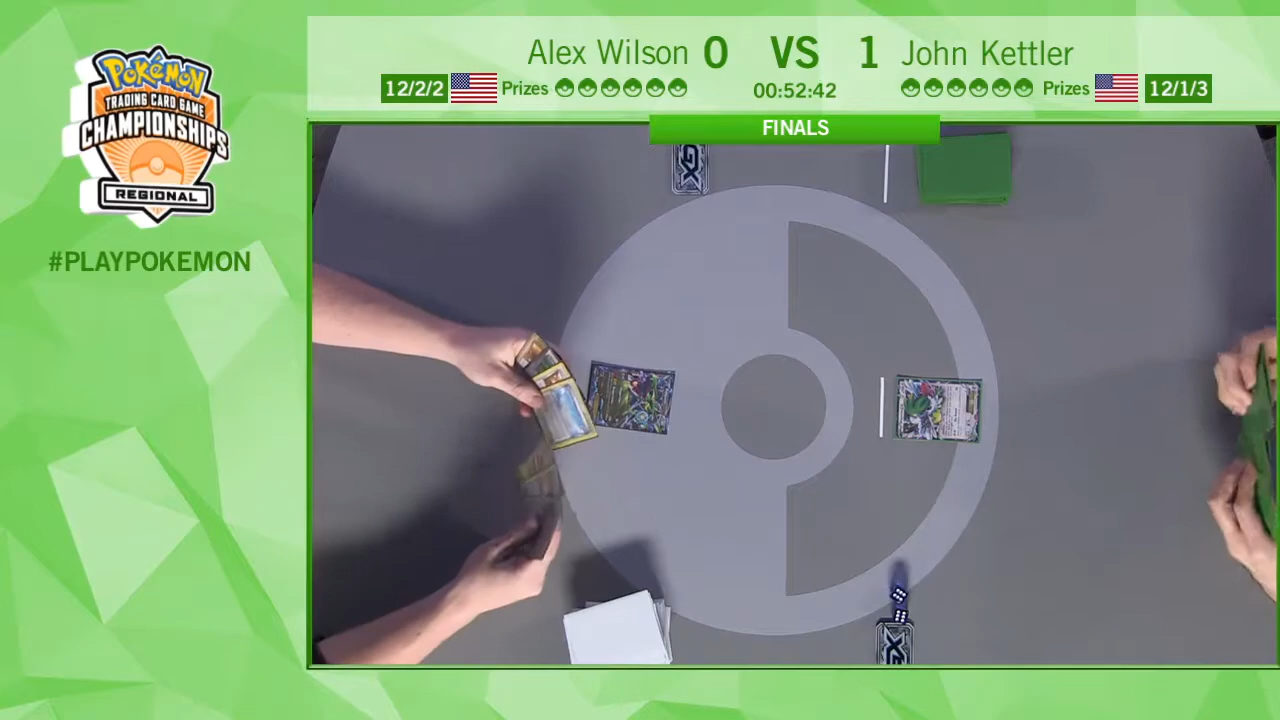 Pokémon
TRADING CARD GAME
CHAMPIONSHIPS
REGIONAL
#PLAYPOKEMON
Alex Wilson 0 VS 1 John Kettler
12/2/2 Prizes 00:52:42 Prizes 12/1/3
FINALS
GX
GX